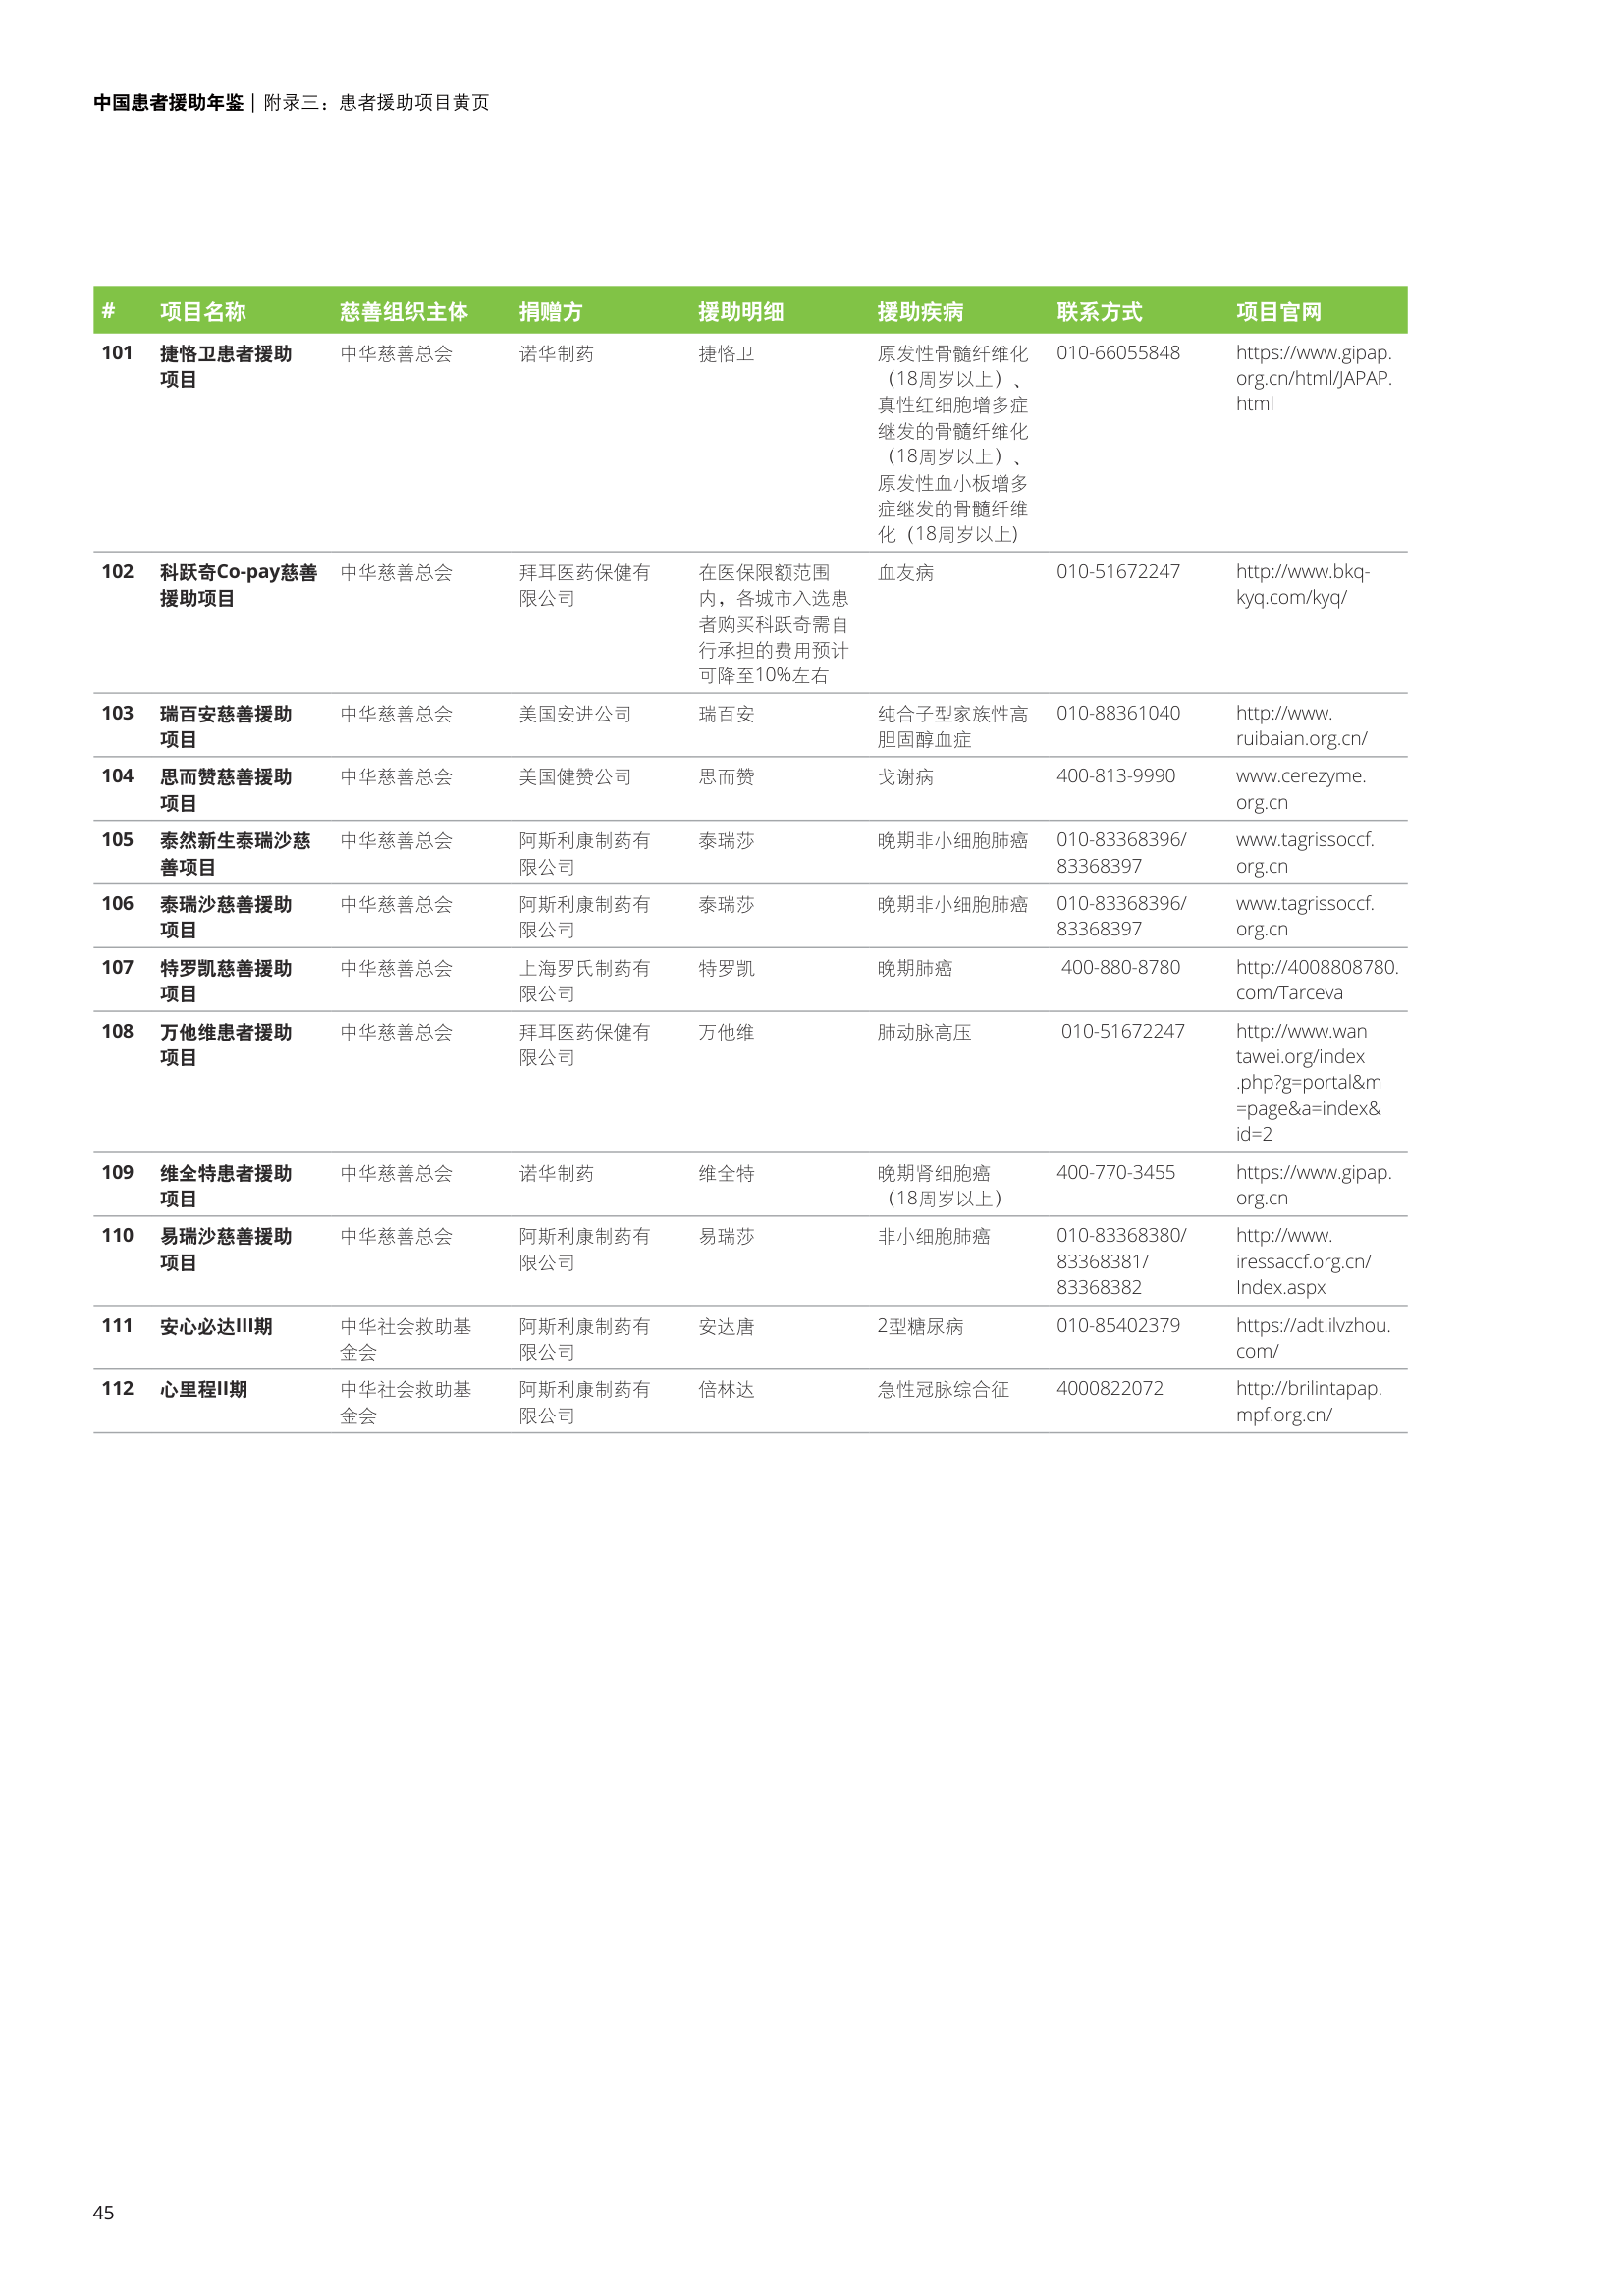 中国患者援助年鉴 | 附录三：患者援助项目黄页
# 项目名称 慈善组织主体 捐赠方 援助明细 援助疾病 联系方式 项目官网
101 捷恪卫患者援助 中华慈善总会 诺华制药 捷恪卫 原发性骨髓纤维化 010-66055848 https://www.gipap.
项目 （18周岁以上）、 org.cn/html/JAPAP.
真性红细胞增多症 html
继发的骨髓纤维化
（18周岁以上）、
原发性血小板增多
症继发的骨髓纤维
化（18周岁以上）
102 科跃奇Co-pay慈善 中华慈善总会 拜耳医药保健有 在医保限额范围 血友病 010-51672247 http://www.bkq-
援助项目 限公司 内，各城市入选患 kyq.com/kyq/
者购买科跃奇需自
行承担的费用预计
可降至10%左右
103 瑞百安慈善援助 中华慈善总会 美国安进公司 瑞百安 纯合子型家族性高 010-88361040 http://www.
项目 胆固醇血症 ruibaian.org.cn/
104 思而赞慈善援助 中华慈善总会 美国健赞公司 思而赞 戈谢病 400-813-9990 www.cerezyme.
项目 org.cn
105 泰然新生泰瑞沙慈 中华慈善总会 阿斯利康制药有 泰瑞莎 晚期非小细胞肺癌 010-83368396/ www.tagrissoccf.
善项目 限公司 83368397 org.cn
106 泰瑞沙慈善援助 中华慈善总会 阿斯利康制药有 泰瑞莎 晚期非小细胞肺癌 010-83368396/ www.tagrissoccf.
项目 限公司 83368397 org.cn
107 特罗凯慈善援助 中华慈善总会 上海罗氏制药有 特罗凯 晚期肺癌 400-880-8780 http://4008808780.
项目 限公司 com/Tarceva
108 万他维患者援助 中华慈善总会 拜耳医药保健有 万他维 肺动脉高压 010-51672247 http://www.wan
项目 限公司 tawei.org/index
.php?g=portal&m
=page&a=index&
id=2
109 维全特患者援助 中华慈善总会 诺华制药 维全特 晚期肾细胞癌 400-770-3455 https://www.gipap.
项目 （18周岁以上） org.cn
110 易瑞沙慈善援助 中华慈善总会 阿斯利康制药有 易瑞莎 非小细胞肺癌 010-83368380/ http://www.
项目 限公司 83368381/ iressaccf.org.cn/
83368382 Index.aspx
111 安心必达III期 中华社会救助基 阿斯利康制药有 安达唐 2型糖尿病 010-85402379 https://adt.ilvzhou.
金会 限公司 com/
112 心里程II期 中华社会救助基 阿斯利康制药有 倍林达 急性冠脉综合征 4000822072 http://brilintapap.
金会 限公司 mpf.org.cn/
45